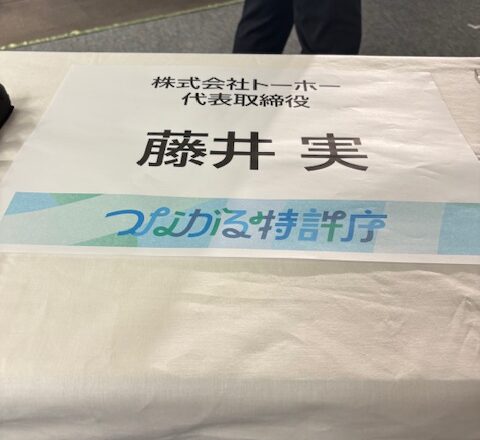 株式会社トーホー
代表取締役
藤井 実
つながる特許庁